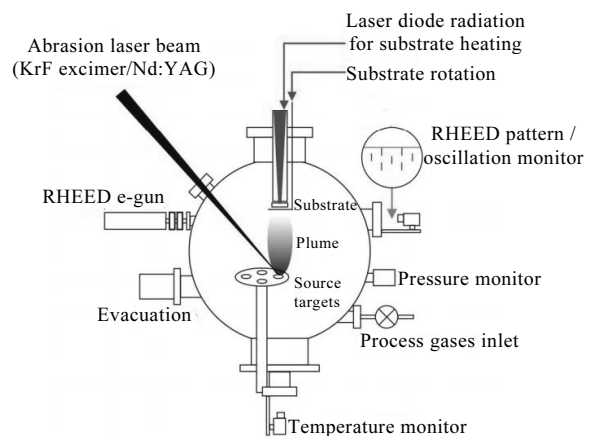 Laser diode radiation
for substrate heating
Abrasion laser beam
(KrF excimer/Nd:YAG)
Substrate rotation
RHEED pattern /
oscillation monitor
RHEED e-gun
Substrate
Plume
Source
targets
Pressure monitor
Evacuation
Process gases inlet
Temperature monitor